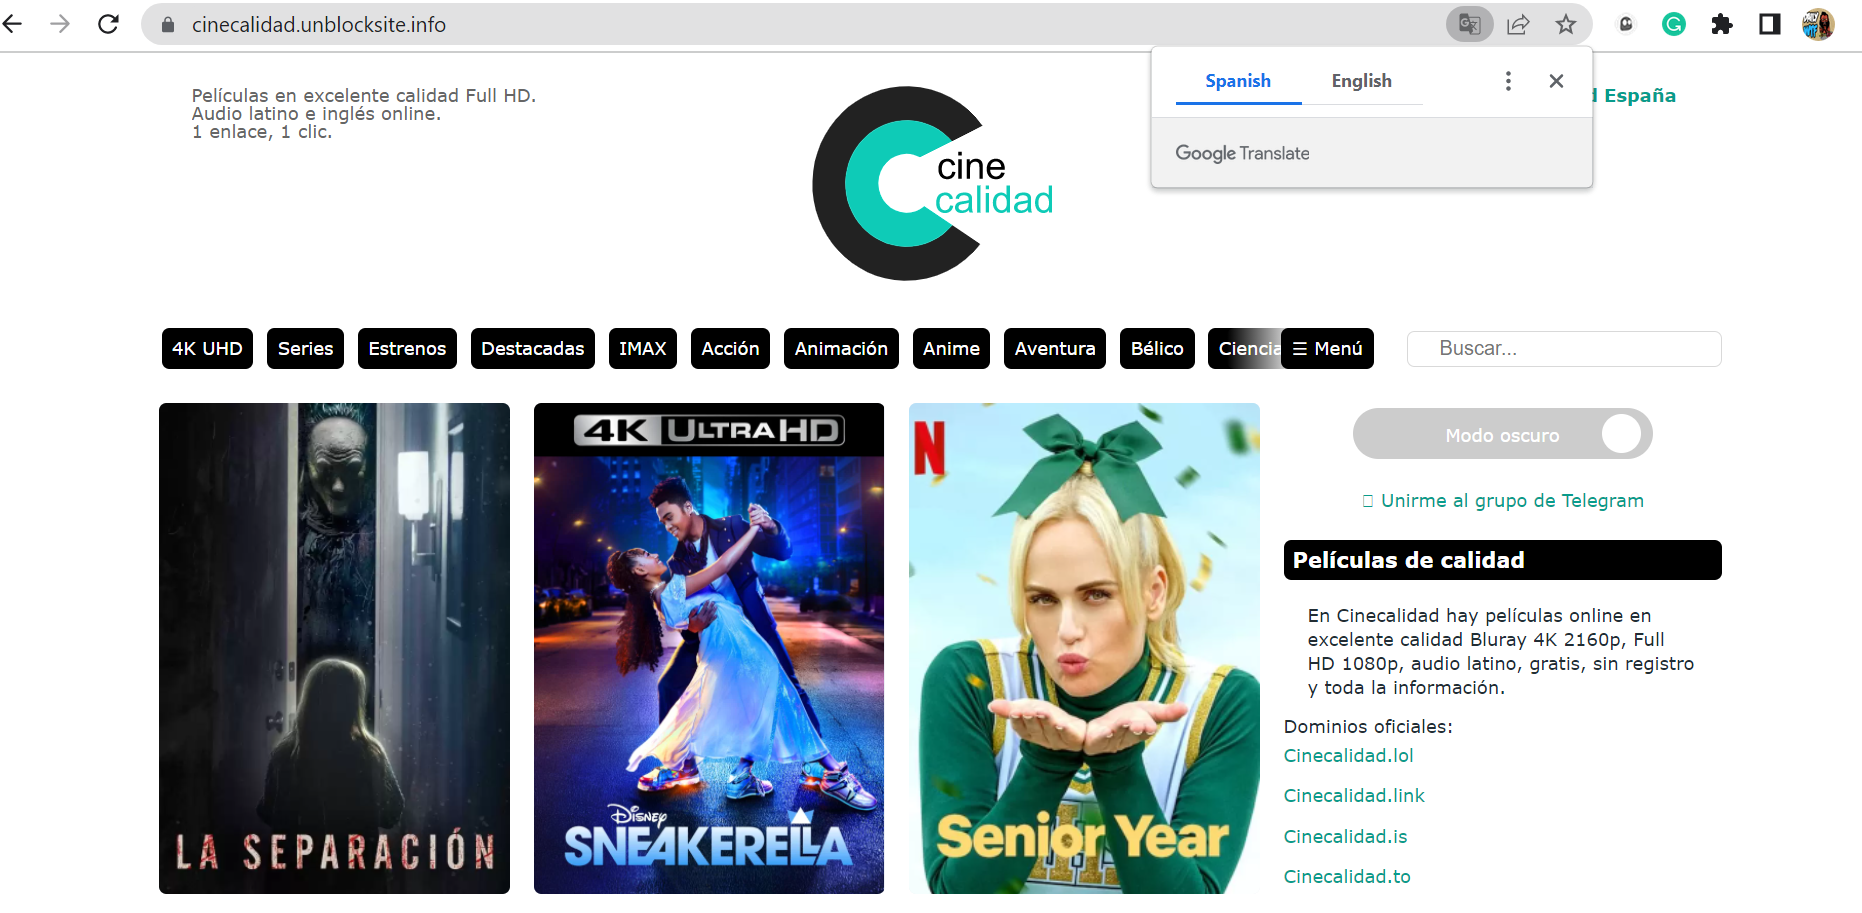 cinecalidad.unblocksite.info
Spanish English
Google Translate
Películas en excelente calidad Full HD.
Audio latino e inglés online.
1 enlace, 1 clic.
cine
calidad
España
4K UHD
Series
Estrenos
Destacadas
IMAX
Acción
Animación
Anime
Aventura
Bélico
Ciencia
☰ Menú
Buscar...
LA SEPARACIÓN
4K ULTRA HD
Disney
SNEAKERELLA
N
Senior Year
Modo oscuro
Unirme al grupo de Telegram
Películas de calidad
En Cinecalidad hay películas online en
excelente calidad Bluray 4K 2160p, Full
HD 1080p, audio latino, gratis, sin registro
y toda la información.
Dominios oficiales:
Cinecalidad.lol
Cinecalidad.link
Cinecalidad.is
Cinecalidad.to